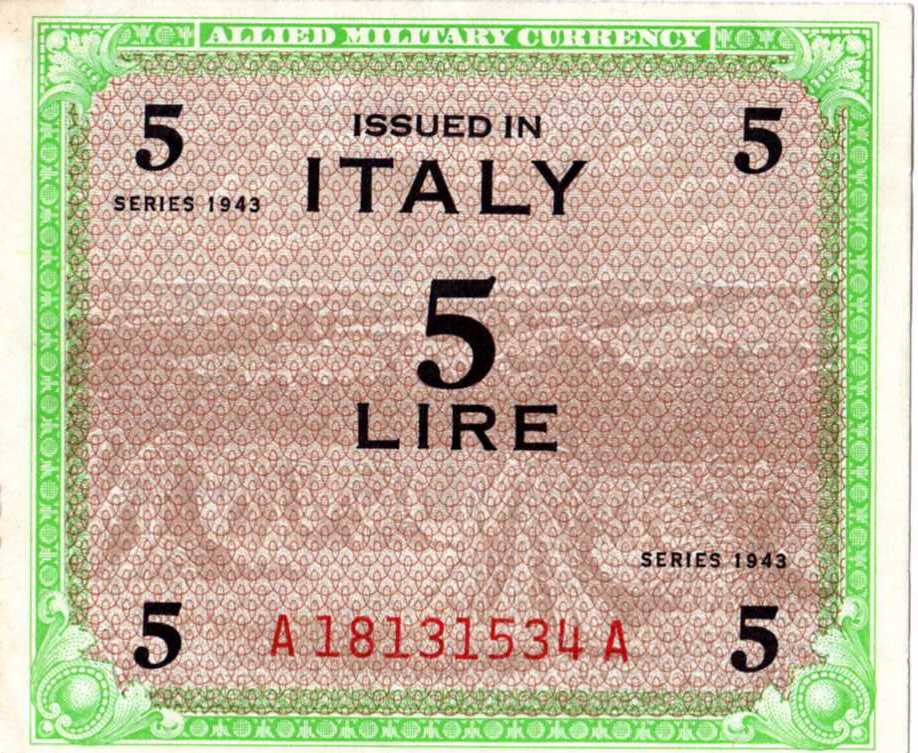 ALLIED MILITARY CURRENCY
5
ISSUED IN
5
ITALY
SERIES 1943
5
LIRE
SERIES 1943
5
A 18131534 A
5